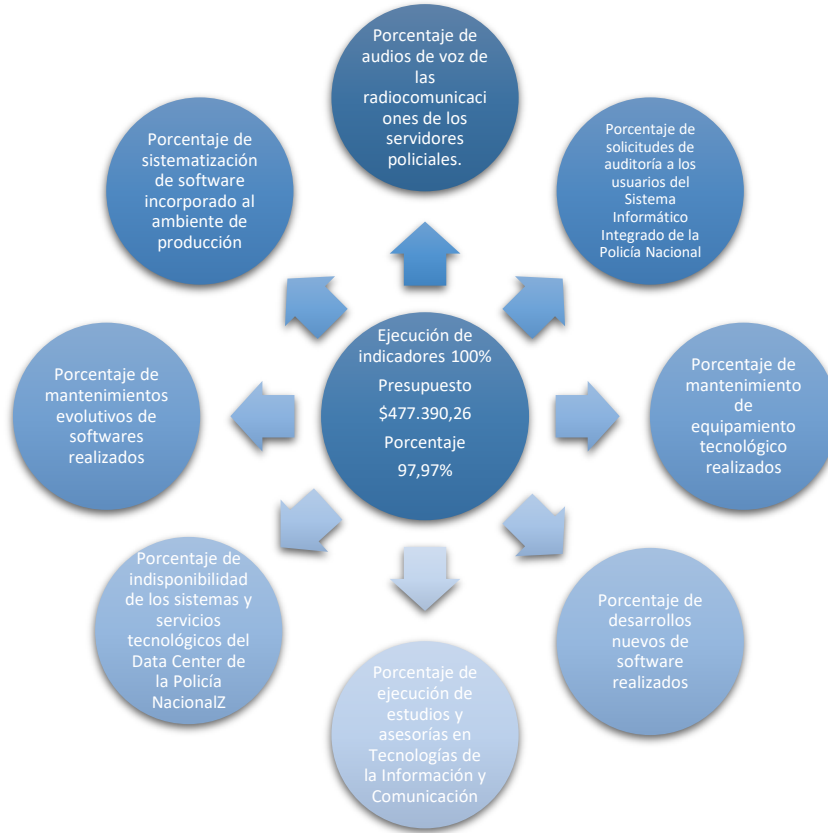 Porcentaje de
audios de voz de
las
radiocomunicaci
ones de los
servidores
policiales.
Porcentaje de
solicitudes de
auditoría a los
usuarios del
Sistema
Informático
Integrado de la
Policía Nacional
Porcentaje de
mantenimiento
de
equipamiento
tecnológico
realizados
Porcentaje de
desarrollos
nuevos de
software
realizados
Porcentaje de
ejecución de
estudios y
asesorías en
Tecnologías de
la Información y
Comunicación
Porcentaje de
indisponibilidad
de los sistemas y
servicios
tecnológicos del
Data Center de
la Policía
NacionalZ
Porcentaje de
mantenimientos
evolutivos de
softwares
realizados
Porcentaje de
sistematización
de software
incorporado al
ambiente de
producción
Ejecución de
indicadores 100%
Presupuesto
$477.390,26
Porcentaje
97,97%